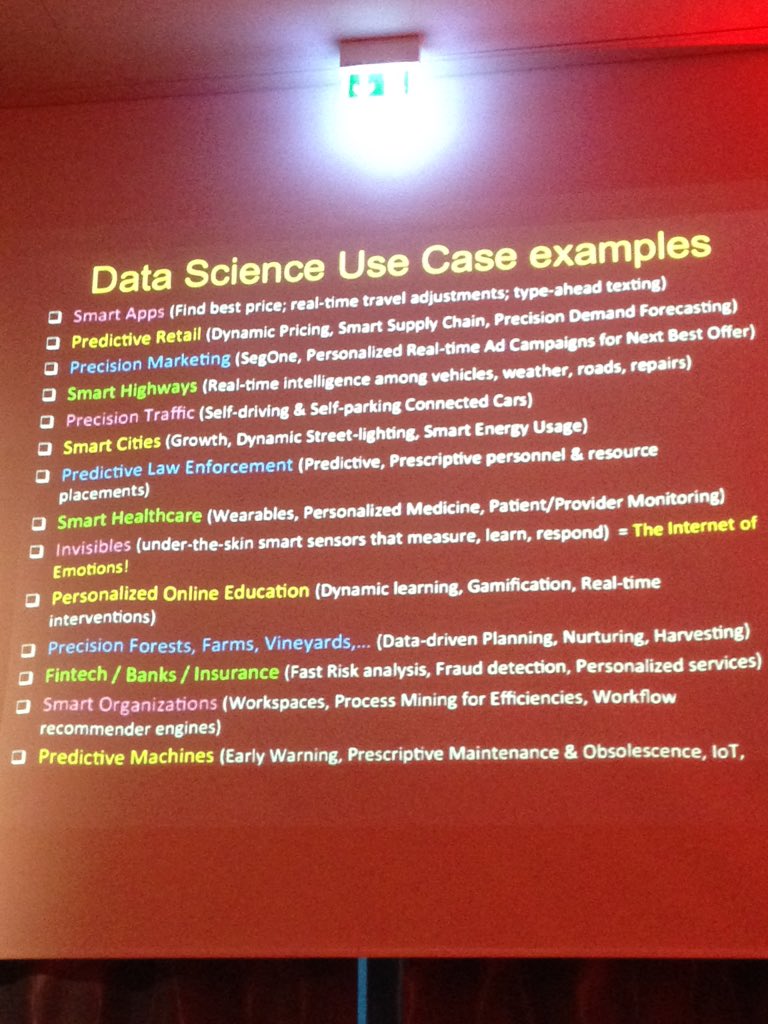 Data Science Use Case examples
❑ Smart Apps (Find best price; real-time travel adjustments; type-ahead texting)
❑ Predictive Retail (Dynamic Pricing, Smart Supply Chain, Precision Demand Forecasting)
❑ Precision Marketing (SegOne, Personalized Real-time Ad Campaigns for Next Best Offer)
❑ Smart Highways (Real-time intelligence among vehicles, weather, roads, repairs)
❑ Precision Traffic (Self-driving & Self-parking Connected Cars)
❑ Smart Cities (Growth, Dynamic Street-lighting, Smart Energy Usage)
❑ Predictive Law Enforcement (Predictive, Prescriptive personnel & resource
placements)
❑ Smart Healthcare (Wearables, Personalized Medicine, Patient/Provider Monitoring)
❑ Invisibles (under-the-skin smart sensors that measure, learn, respond) = The Internet of
Emotions!
❑ Personalized Online Education (Dynamic learning, Gamification, Real-time
interventions)
❑ Precision Forests, Farms, Vineyards,... (Data-driven Planning, Nurturing, Harvesting)
❑ Fintech / Banks / Insurance (Fast Risk analysis, Fraud detection, Personalized services)
❑ Smart Organizations (Workspaces, Process Mining for Efficiencies, Workflow
recommender engines)
❑ Predictive Machines (Early Warning, Prescriptive Maintenance & Obsolescence, IoT,